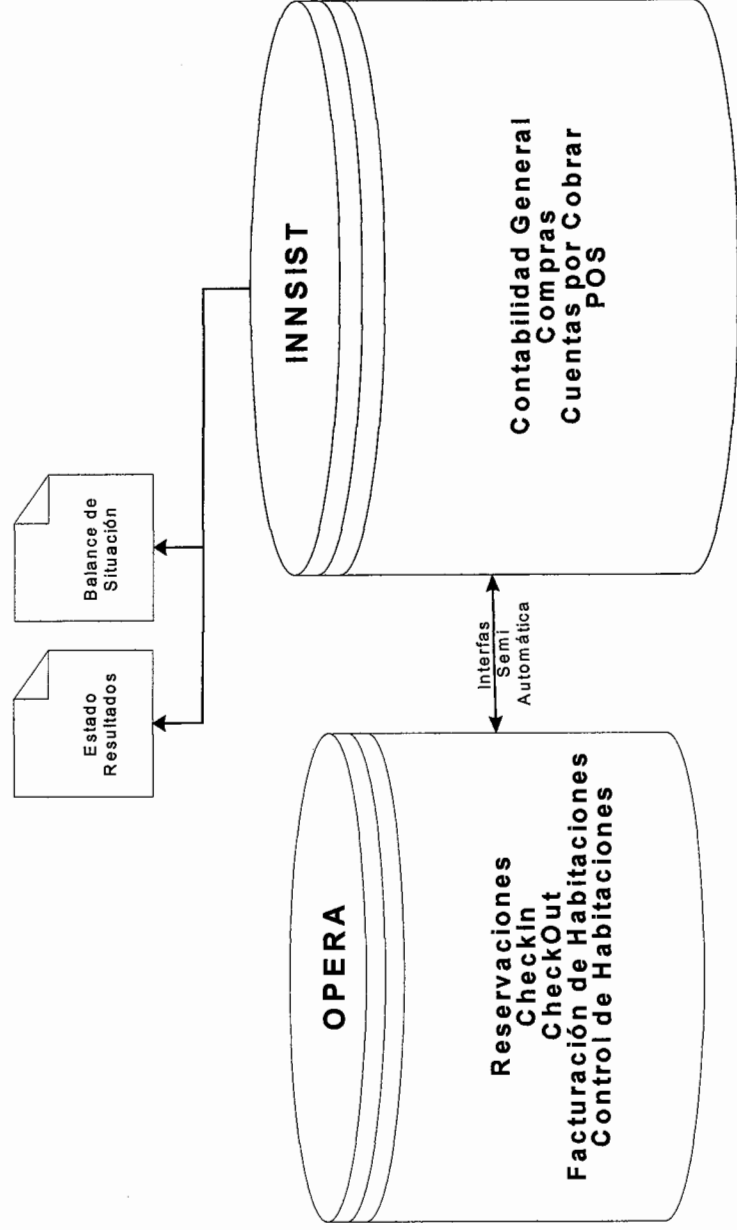 Estado
Resultados
Balance de
Situación
OPERA
Reservaciones
CheckIn
CheckOut
Facturación de Habitaciones
Control de Habitaciones
Interfas
Semi
Automática
INNSIST
Contabilidad General
Compras
Cuentas por Cobrar
POS